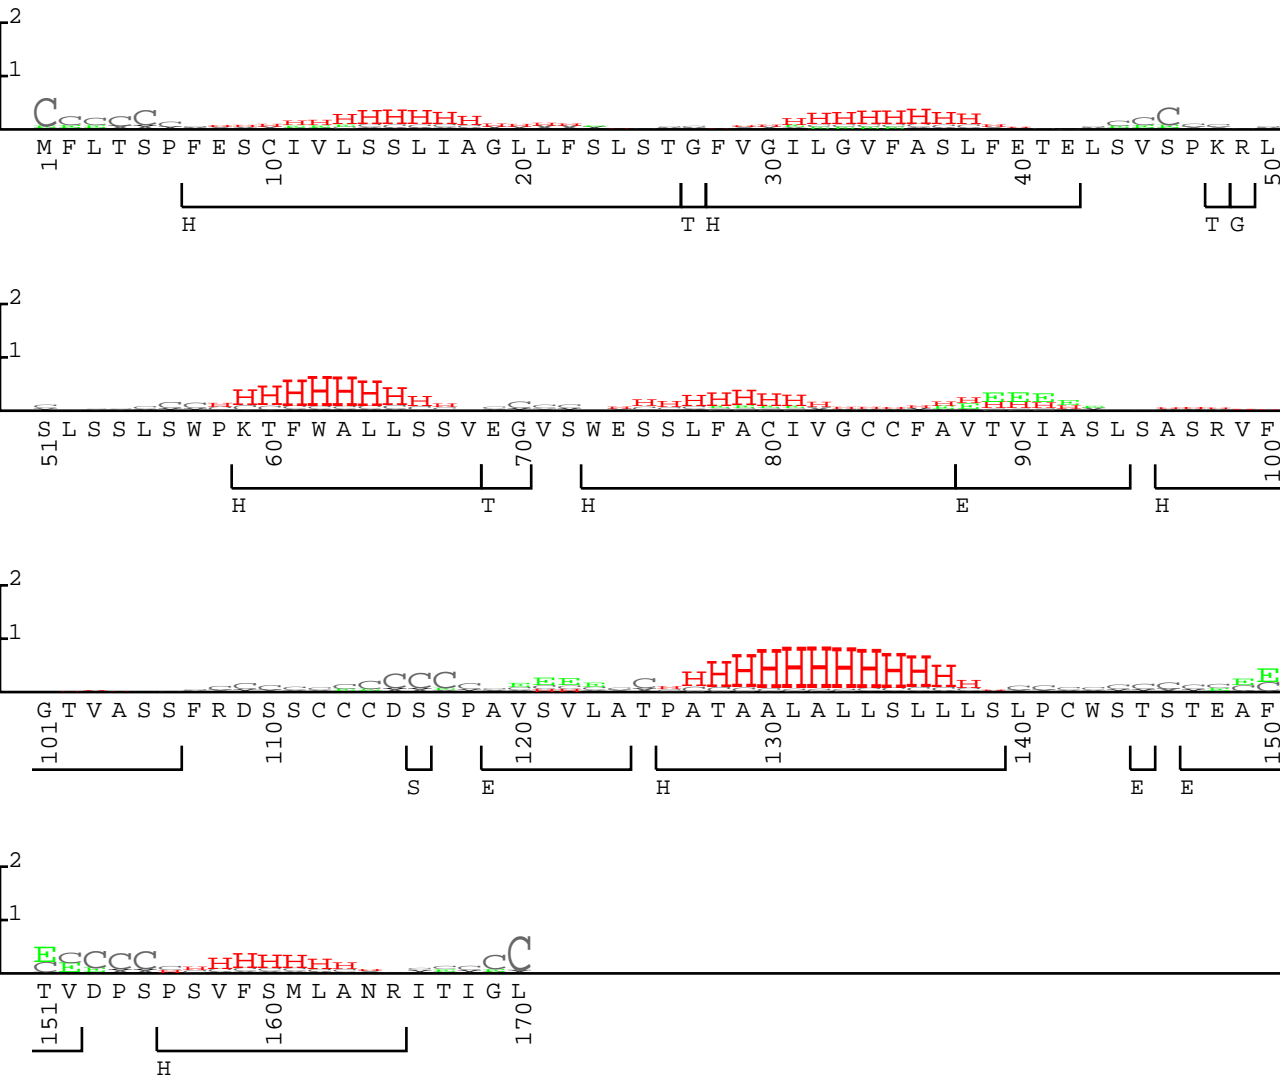 2
1
C C C C C C H H H H H H H H H H H H H H H H C C C
M F L T S P F E S C I V L S S L I A G L L F S L S T G F V G I L G V F A S L F E T E L S V S P K R L
1 10 20 30 40 50
H T H T G
2
1
H H H H H H H H H H H H H H E E E E
S L S S L S W P K T F W A L L S S V E G V S W E S S L F A C I V G C C F A V T V I A S L S A S R V F
51 60 70 80 90 100
H T H E H
2
1
C C C E E E C H H H H H H H H H H H E E
G T V A S S F R D S S C C C D S S P A V S V L A T P A T A A L A L L S L L L S L P C W S T S T E A F
101 110 120 130 140 150
S E H E E
2
1
E C C C C H H H H H H C C
T V D P S P S V F S M L A N R I T I G L
151 160 170
H